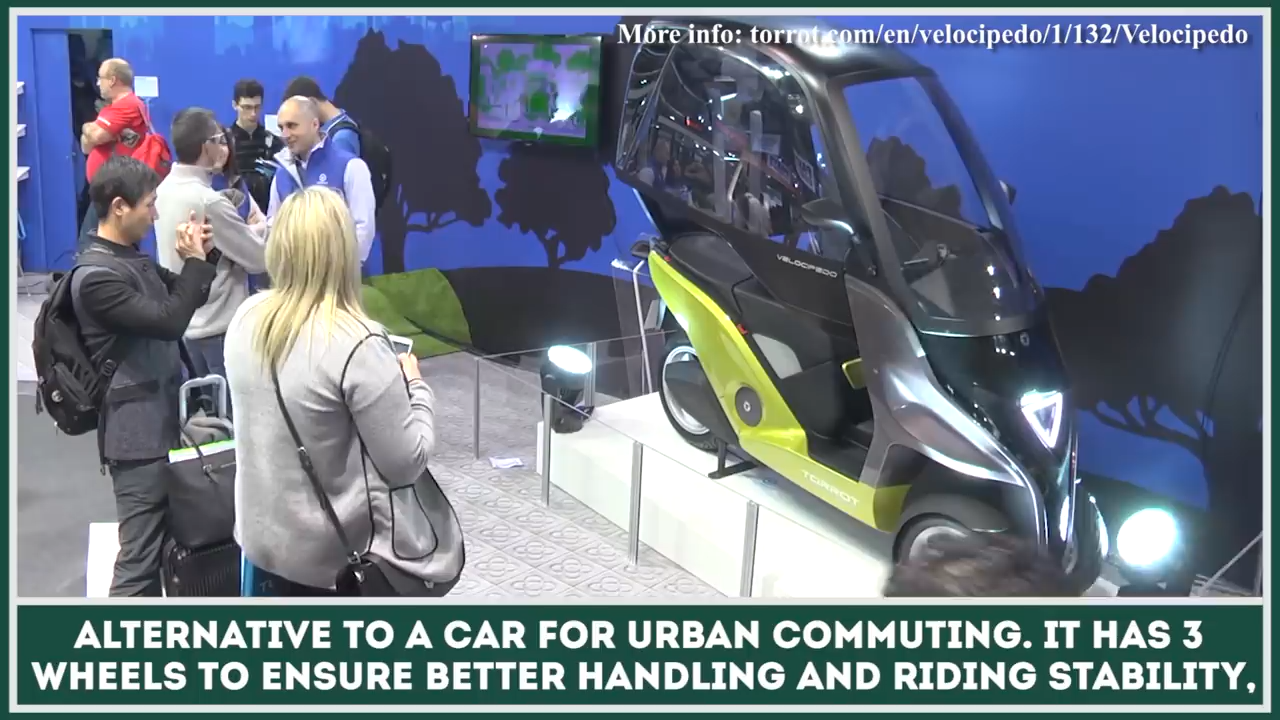 More info: torrot.com/en/velocipedo/1/132/Velocipedo
VELOCIPEDO
TORROT
ALTERNATIVE TO A CAR FOR URBAN COMMUTING. IT HAS 3
WHEELS TO ENSURE BETTER HANDLING AND RIDING STABILITY,